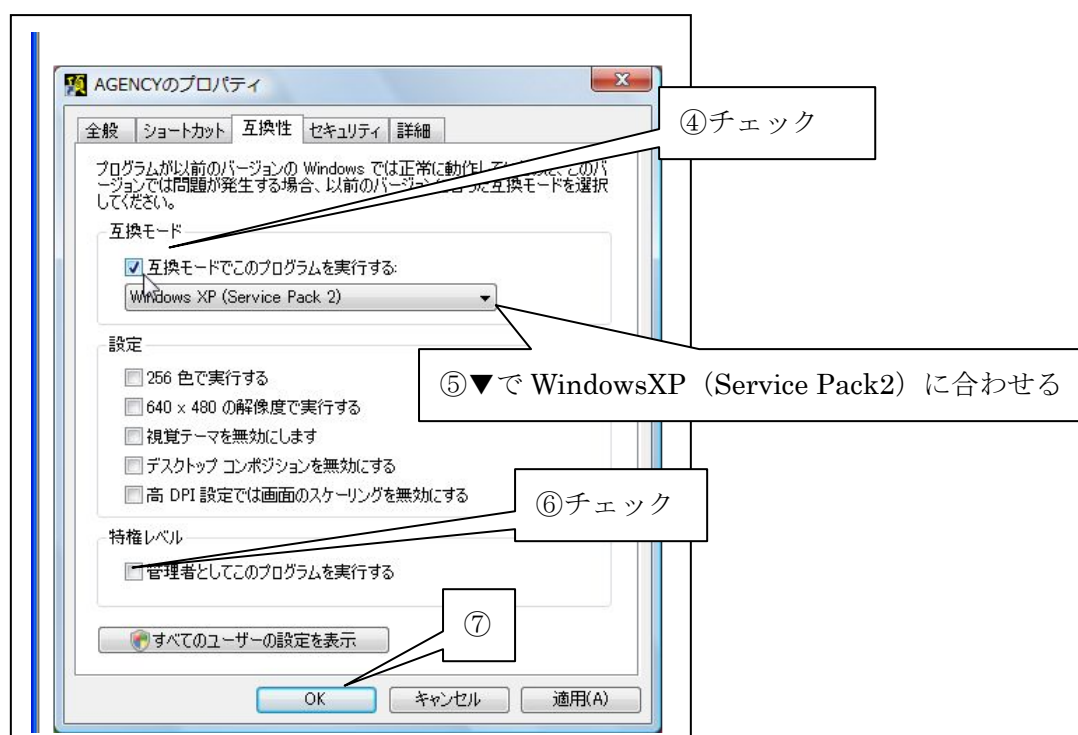 AGENCYのプロパティ
④チェック
全般 ショートカット 互換性 セキュリティ 詳細
プログラムが以前のバージョンの Windows では正常に動作して
ージョンでは問題が発生する場合、以前のバージョン 互換モードを選択
してください。
互換モード
互換モードでこのプログラムを実行する:
Windows XP (Service Pack 2)
設定
⑤▼で WindowsXP（Service Pack2）に合わせる
256 色で実行する
640 x 480 の解像度で実行する
視覚テーマを無効にします
デスクトップ コンポジションを無効にする
高 DPI 設定では画面のスケーリングを無効にする
⑥チェック
特権レベル
管理者としてこのプログラムを実行する
⑦
すべてのユーザーの設定を表示
OK キャンセル 適用(A)